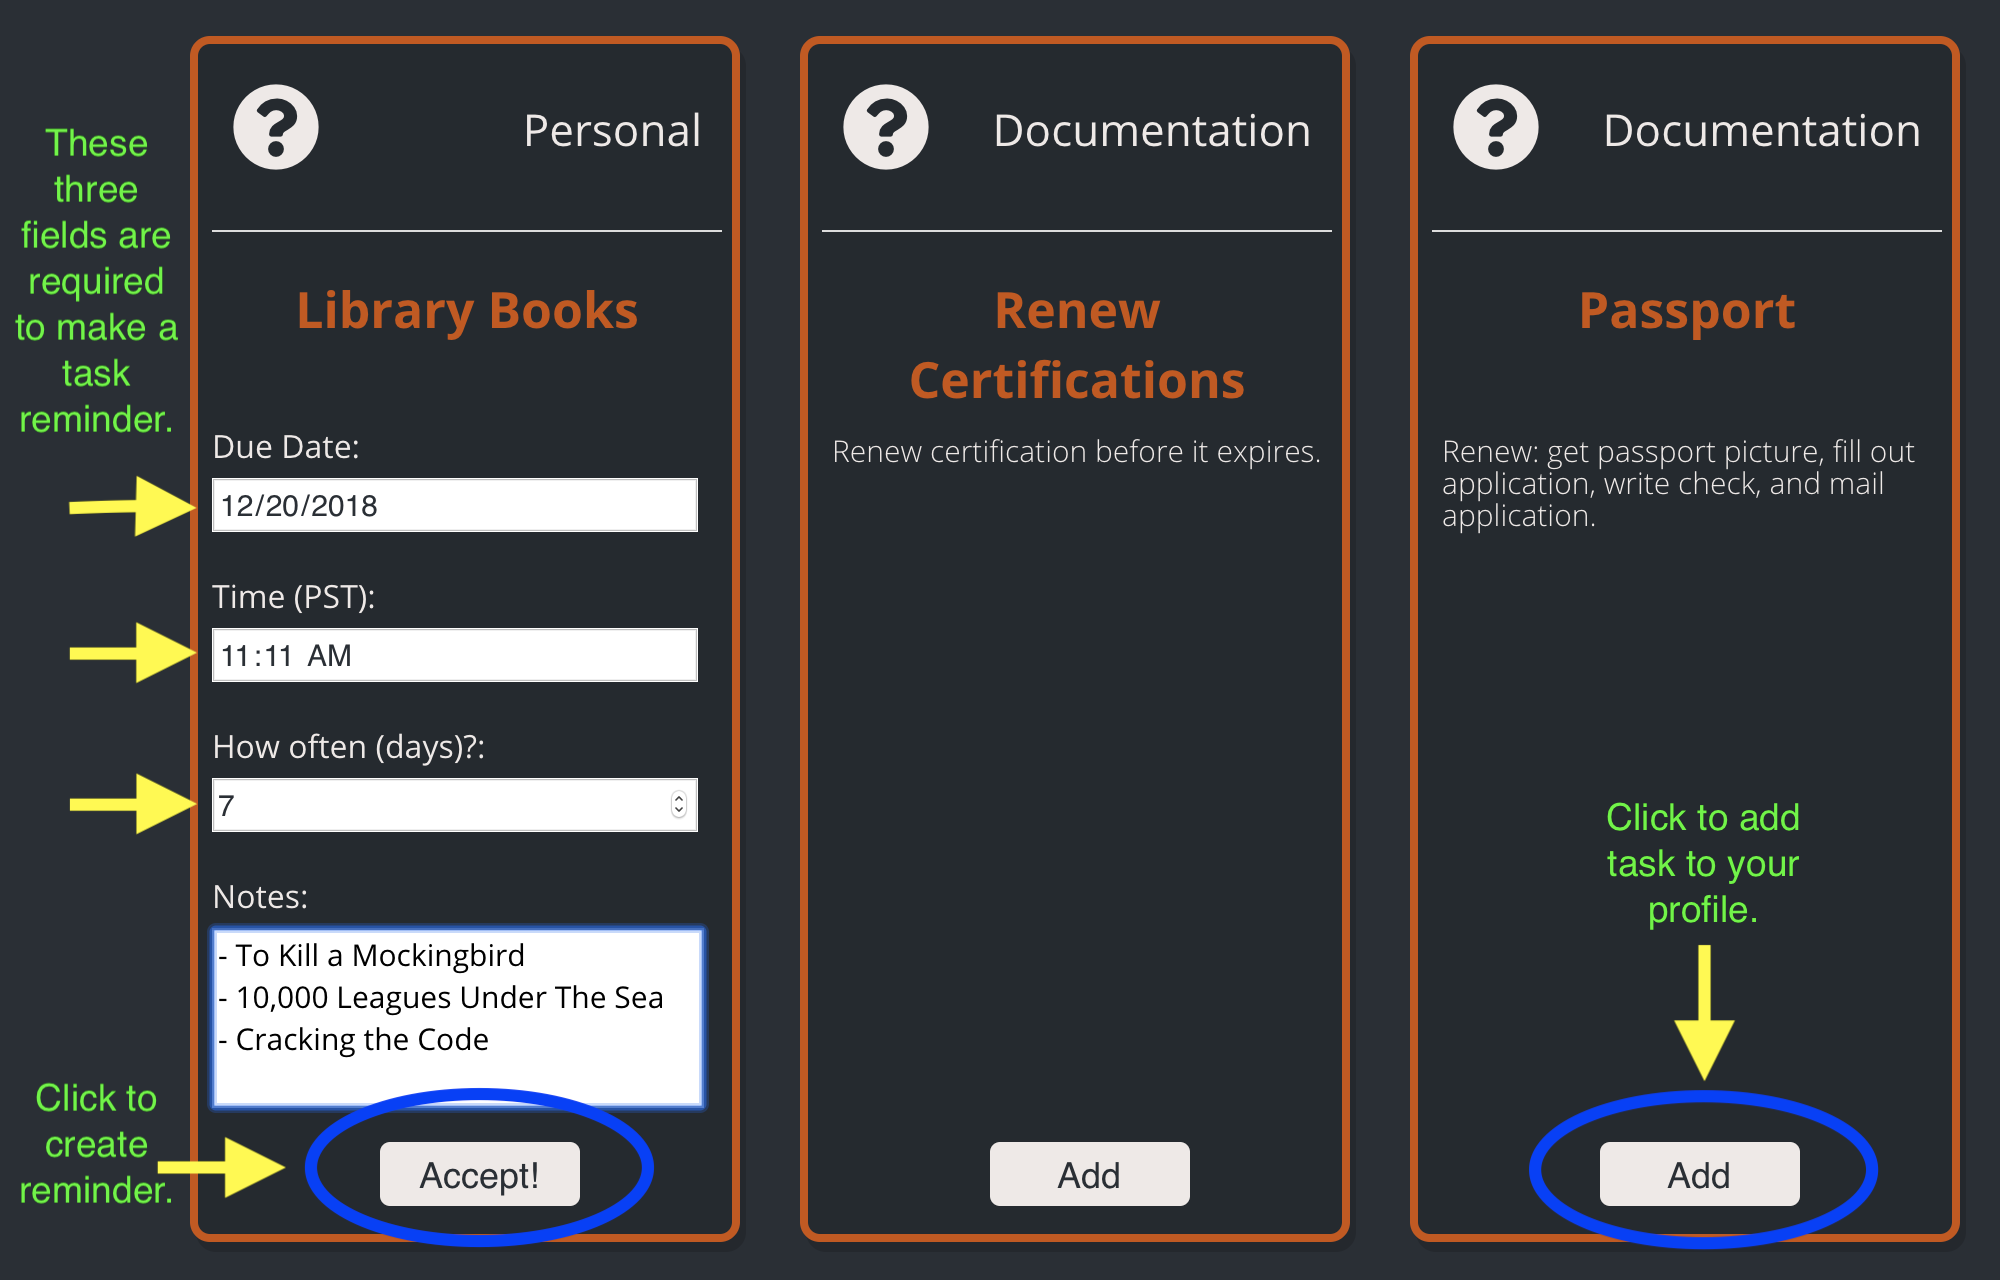 These
three
fields are
required
to make a
task
reminder.
Personal
Library Books
Due Date:
12/20/2018
Time (PST):
11:11 AM
How often (days)?:
7
Notes:
- To Kill a Mockingbird
- 10,000 Leagues Under The Sea
- Cracking the Code
Click to
create
reminder.
Accept!
Documentation
Renew
Certifications
Renew certification before it expires.
Add
Documentation
Passport
Renew: get passport picture, fill out
application, write check, and mail
application.
Click to add
task to your
profile.
Add